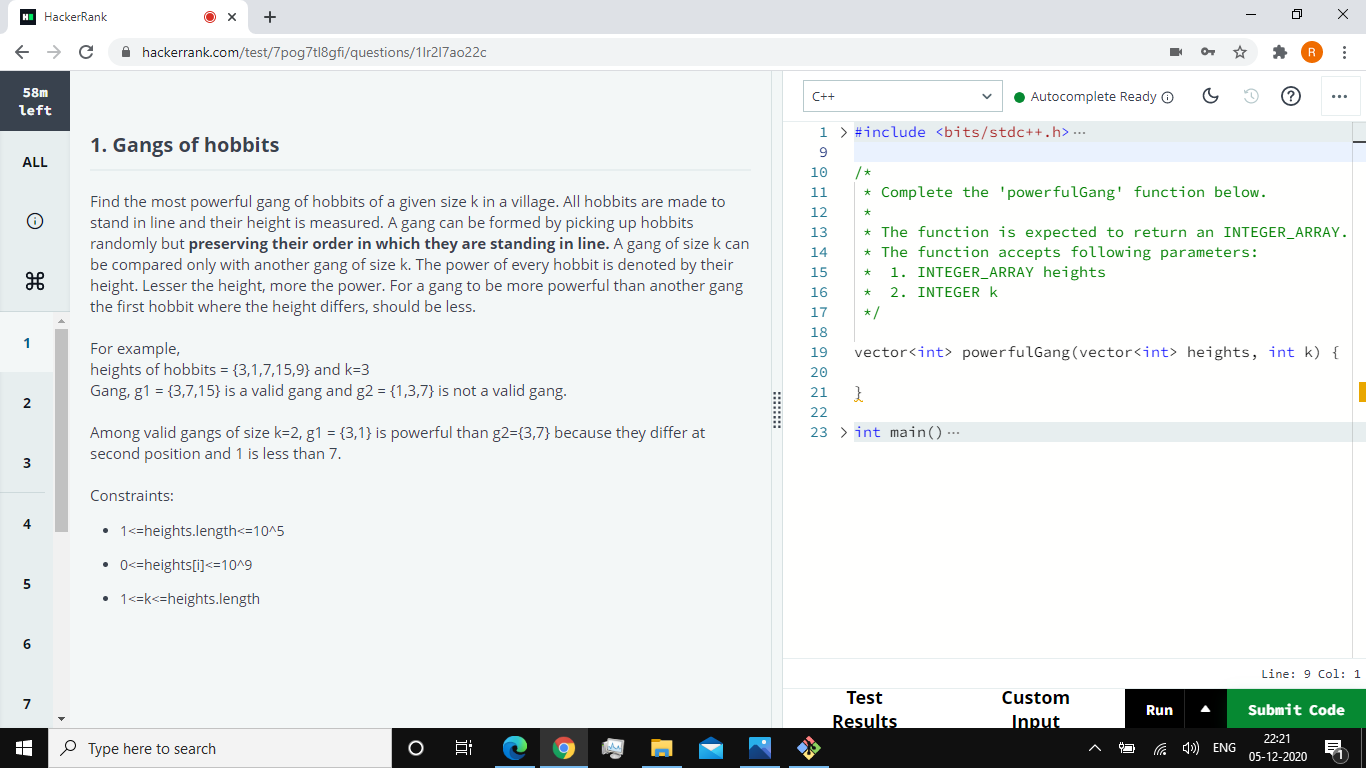 HackerRank
hackerrank.com/test/7pog7tl8gfi/questions/1lr2l7ao22c
R
58m
left
ALL
1
2
3
4
5
6
7
1. Gangs of hobbits
Find the most powerful gang of hobbits of a given size k in a village. All hobbits are made to
stand in line and their height is measured. A gang can be formed by picking up hobbits
randomly but preserving their order in which they are standing in line. A gang of size k can
be compared only with another gang of size k. The power of every hobbit is denoted by their
height. Lesser the height, more the power. For a gang to be more powerful than another gang
the first hobbit where the height differs, should be less.
For example,
heights of hobbits = {3,1,7,15,9} and k=3
Gang, g1 = {3,7,15} is a valid gang and g2 = {1,3,7} is not a valid gang.
Among valid gangs of size k=2, g1 = {3,1} is powerful than g2={3,7} because they differ at
second position and 1 is less than 7.
Constraints:
• 1<=heights.length<=10^5
• 0<=heights[i]<=10^9
• 1<=k<=heights.length
C++
Autocomplete Ready
1 > #include <bits/stdc++.h>···
9
10 /*
11 * Complete the 'powerfulGang' function below.
12 *
13 * The function is expected to return an INTEGER_ARRAY.
14 * The function accepts following parameters:
15 * 1. INTEGER_ARRAY heights
16 * 2. INTEGER k
17 */
18
19 vector<int> powerfulGang(vector<int> heights, int k) {
20
21 }
22
23 > int main()···
Line: 9 Col: 1
Test
Results
Custom
Input
Run
Submit Code
Type here to search
ENG
22:21
05-12-2020
1